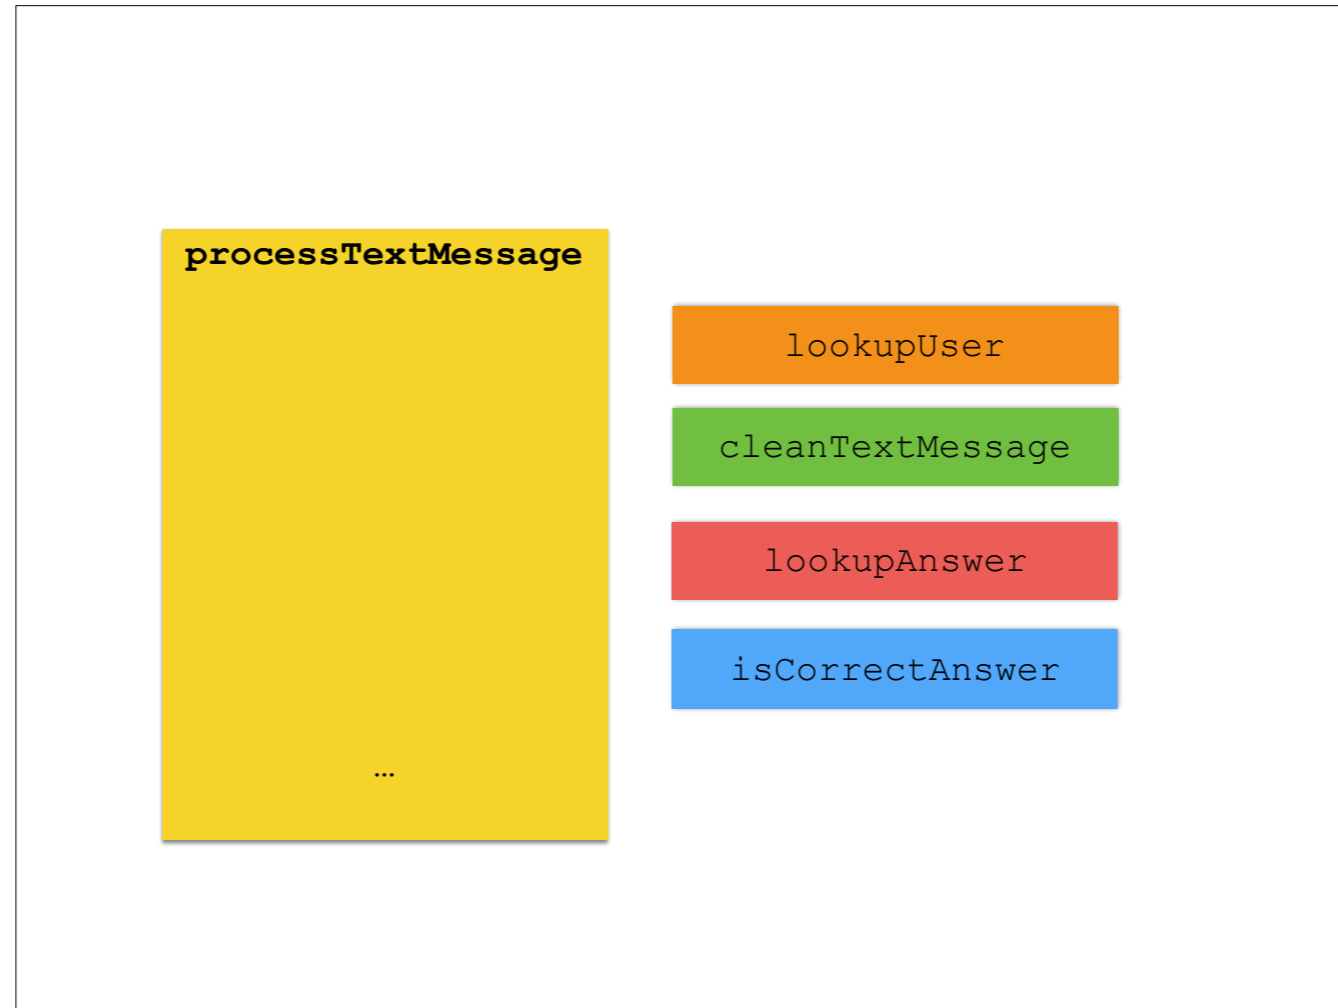 processTextMessage
lookupUser
cleanTextMessage
lookupAnswer
isCorrectAnswer
…